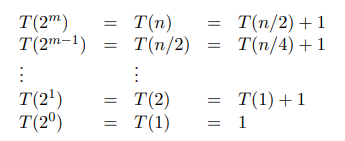 T(2^m) = T(n) = T(n/2) + 1
T(2^{m-1}) = T(n/2) = T(n/4) + 1
⋮ ⋮
T(2^1) = T(2) = T(1) + 1
T(2^0) = T(1) = 1